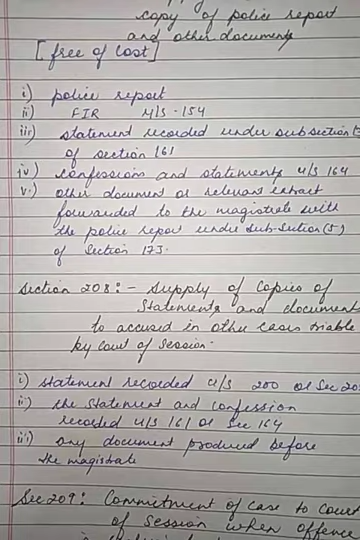 copy of police report
and other documents
[free of cost]
i) police report
ii) FIR U/S - 154
iii) statement recorded under subsection (3
of section 161
iv) confessions and statements u/s 164
v) other document or relevant extract
forwarded to the magistrate with
the police report under sub-section (5)
of section 173.
Section 208:- Supply of Copies of
Statements and document
to accused in other cases triable
by court of session.
i) statement recorded u/s 200 or Sec 20
ii) the statement and confession
recorded u/s 161 or Sec 164
iii) any document produced before
the magistrate
Sec 209: Commitment of case to Court
of Session when offence